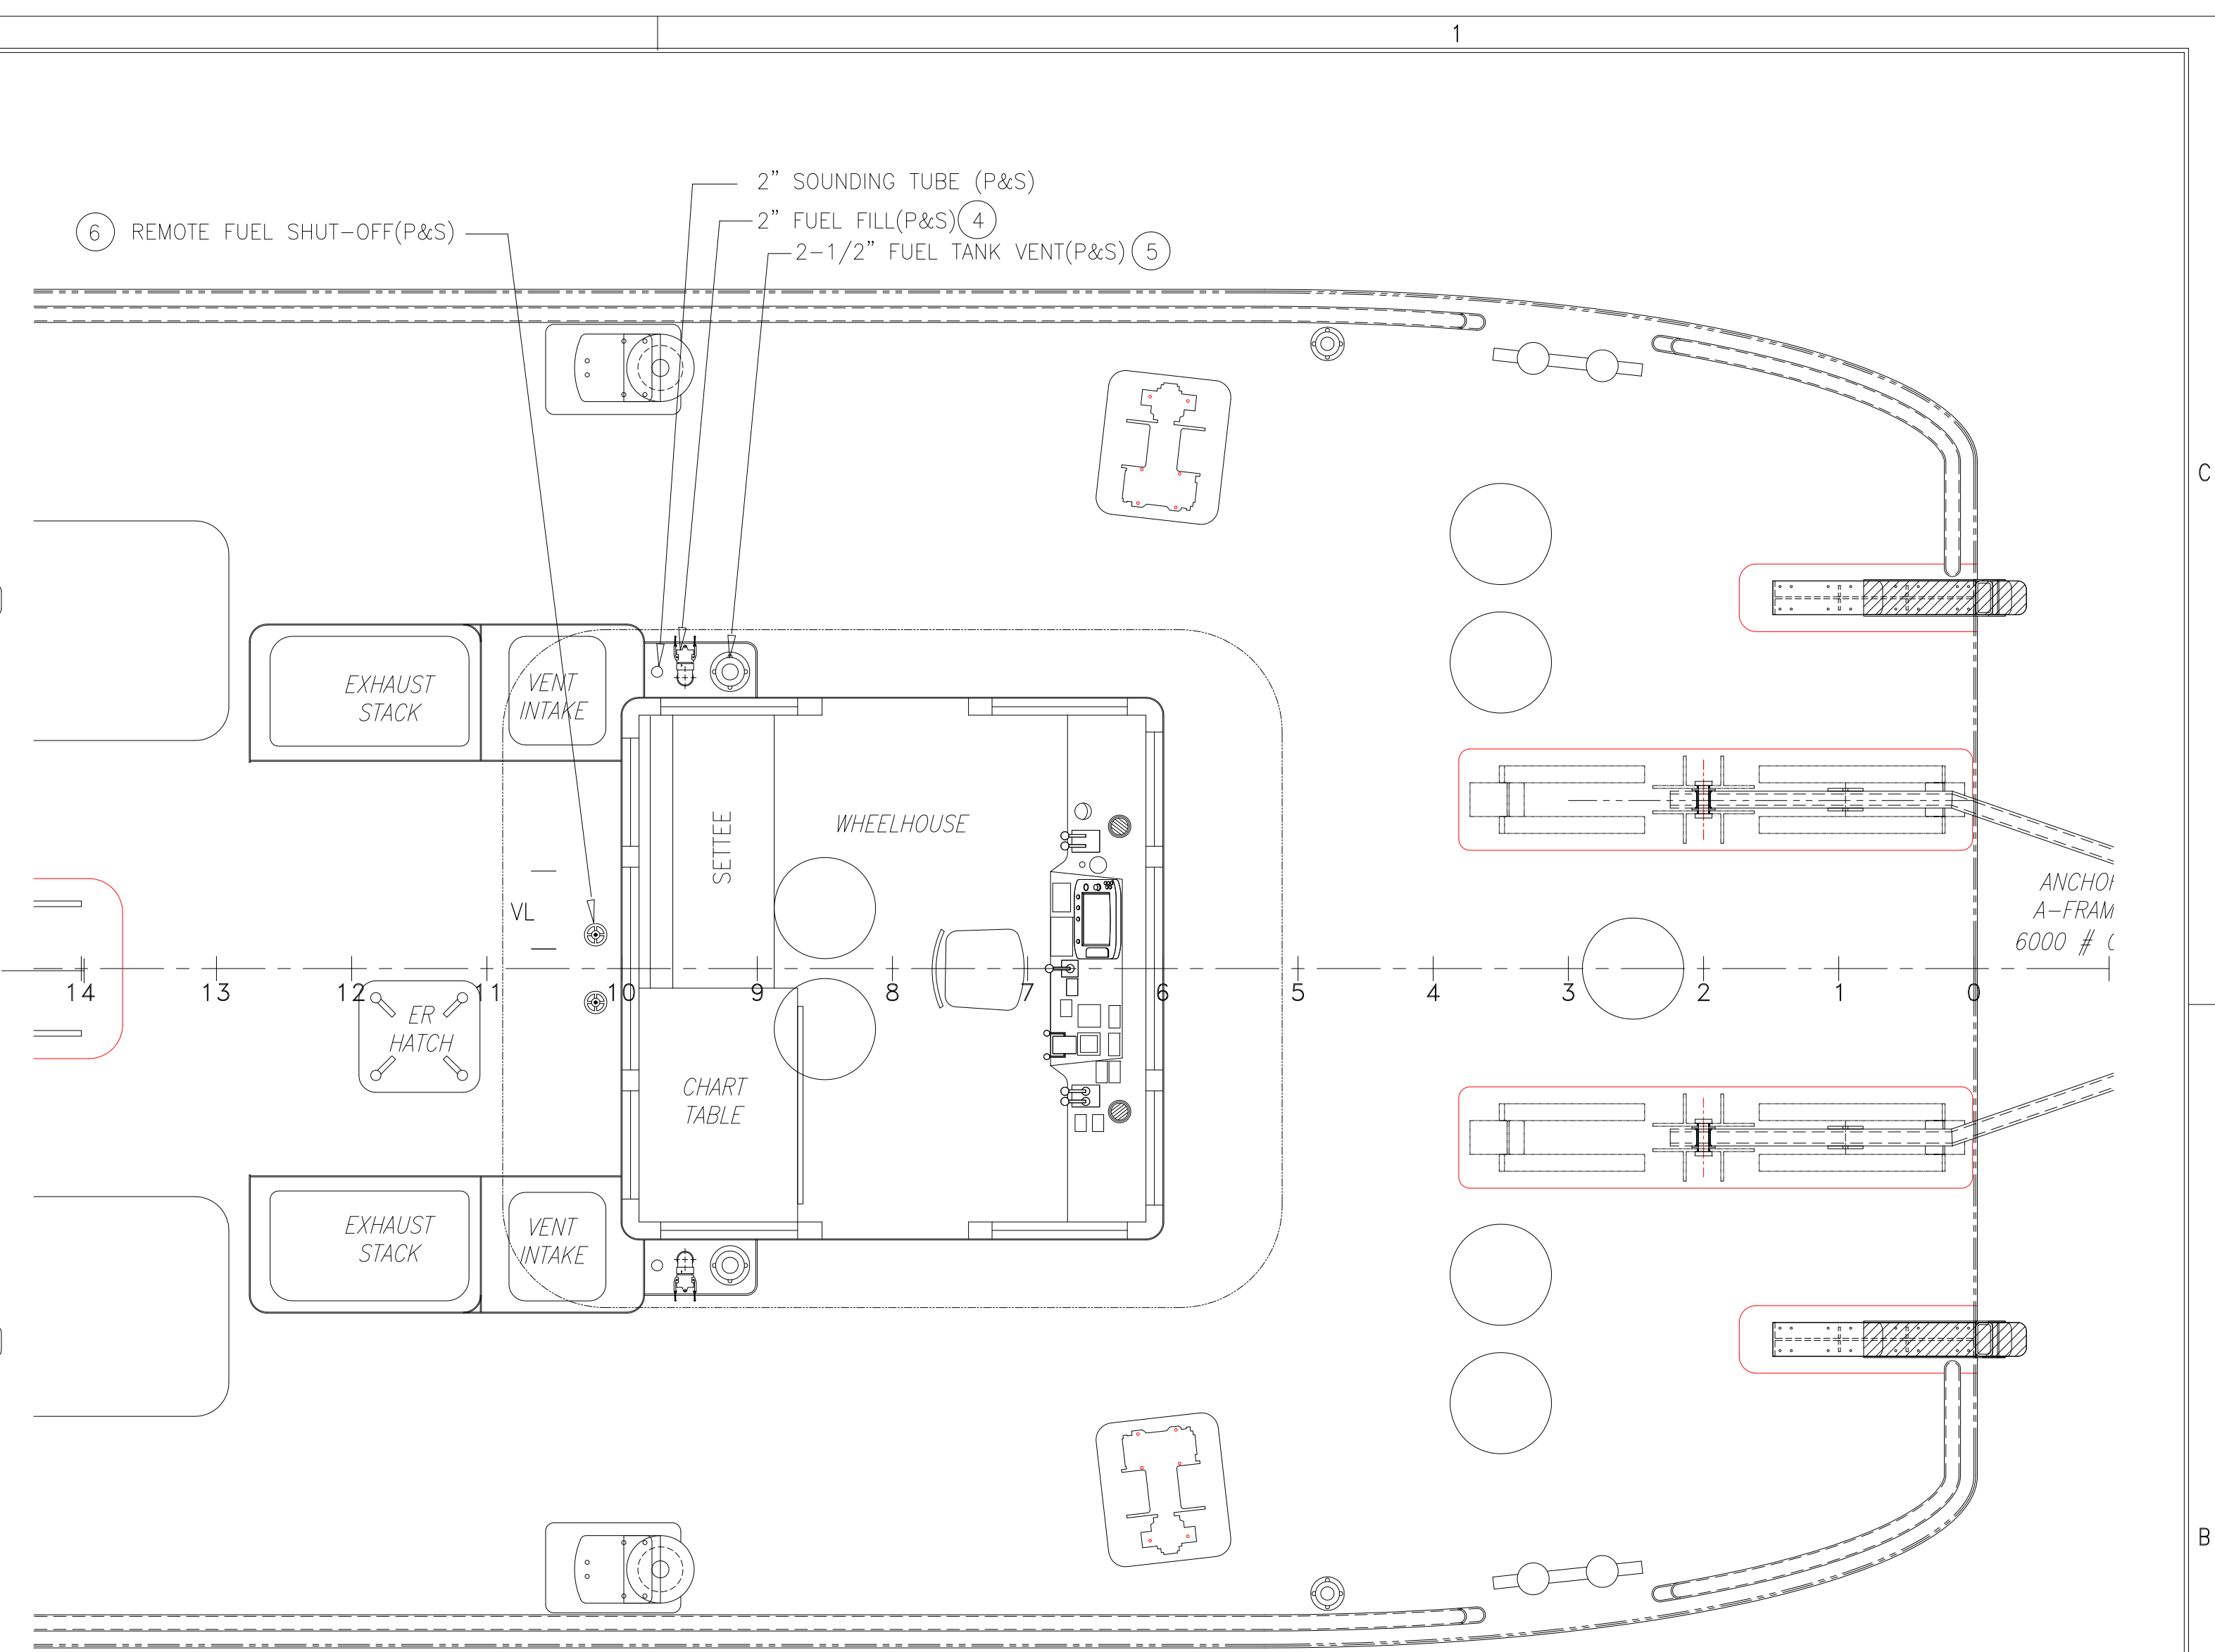 1
2” SOUNDING TUBE (P&S)
2” FUEL FILL(P&S) 4
6 REMOTE FUEL SHUT-OFF(P&S)
2-1/2” FUEL TANK VENT(P&S) 5
C
EXHAUST
STACK
VENT
INTAKE
SETTEE
WHEELHOUSE
VL
A-FRAM
6000 #
14 13 12 11 10 9 8 7 6 5 4 3 2 1 0
ER
HATCH
CHART
TABLE
EXHAUST
STACK
VENT
INTAKE
B